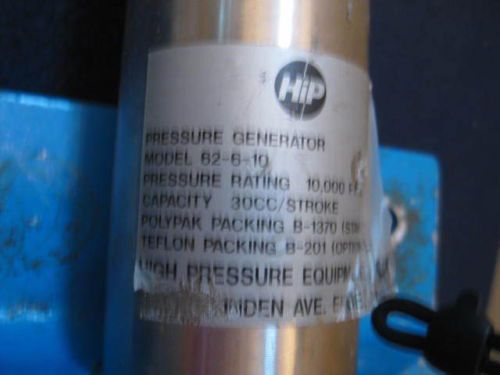 HiP
PRESSURE GENERATOR
MODEL 62-6-10
PRESSURE RATING 10,000
CAPACITY 30CC/STROKE
POLYPAK PACKING B-1370
TEFLON PACKING B-201
HIGH PRESSURE
AVE.